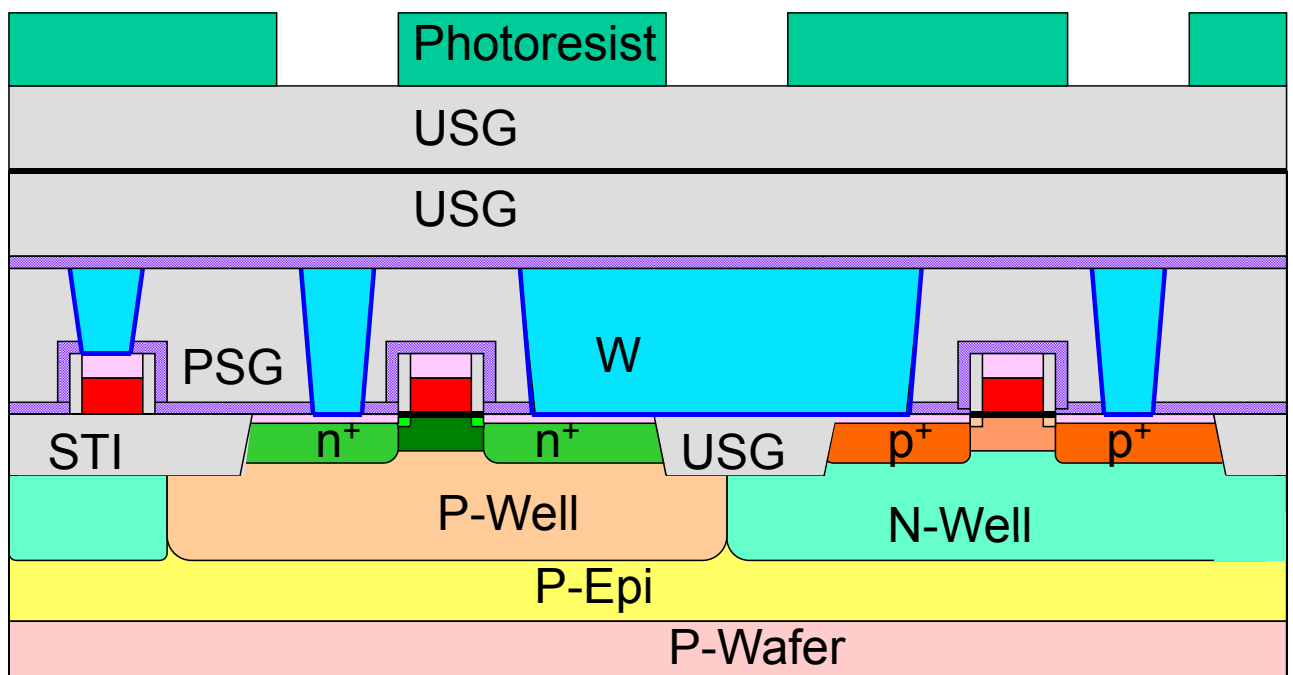 Photoresist
USG
USG
PSG
W
STI
n⁺
n⁺
USG
p⁺
p⁺
P-Well
N-Well
P-Epi
P-Wafer